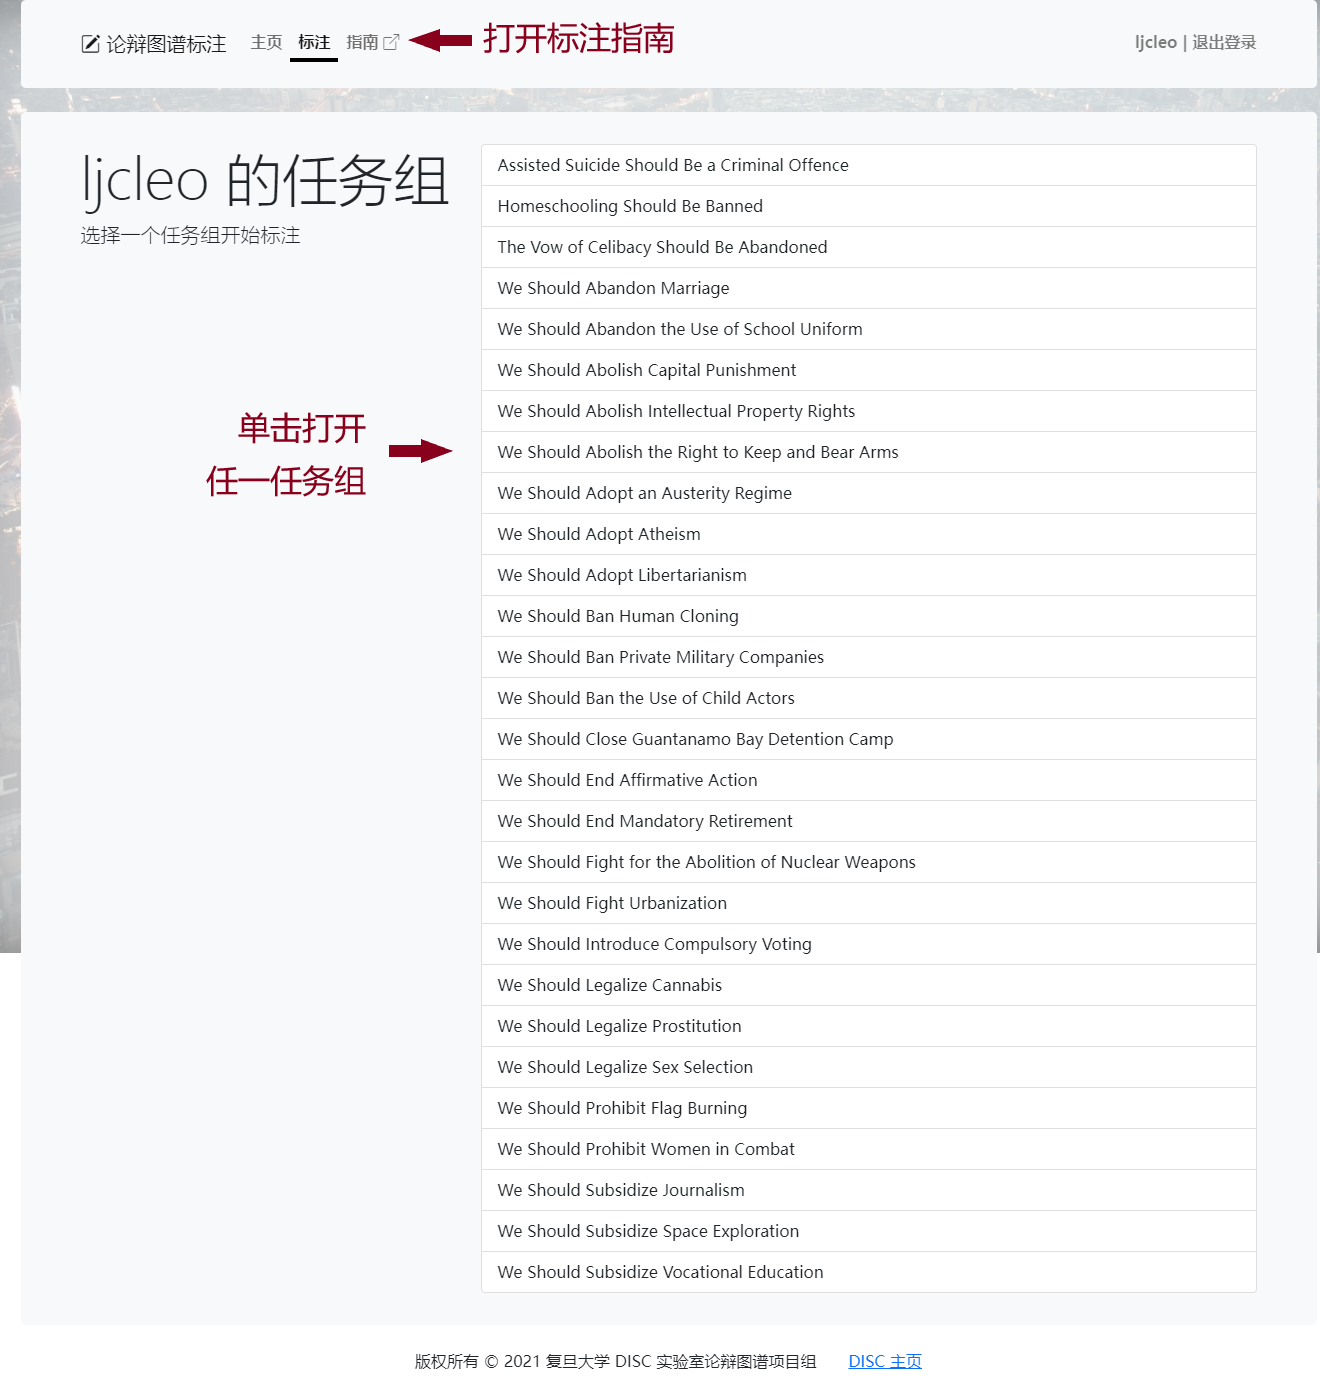 论辩图谱标注 主页 标注 指南 打开标注指南 ljcleo | 退出登录
ljcleo 的任务组
选择一个任务组开始标注
单击打开
任一任务组
Assisted Suicide Should Be a Criminal Offence
Homeschooling Should Be Banned
The Vow of Celibacy Should Be Abandoned
We Should Abandon Marriage
We Should Abandon the Use of School Uniform
We Should Abolish Capital Punishment
We Should Abolish Intellectual Property Rights
We Should Abolish the Right to Keep and Bear Arms
We Should Adopt an Austerity Regime
We Should Adopt Atheism
We Should Adopt Libertarianism
We Should Ban Human Cloning
We Should Ban Private Military Companies
We Should Ban the Use of Child Actors
We Should Close Guantanamo Bay Detention Camp
We Should End Affirmative Action
We Should End Mandatory Retirement
We Should Fight for the Abolition of Nuclear Weapons
We Should Fight Urbanization
We Should Introduce Compulsory Voting
We Should Legalize Cannabis
We Should Legalize Prostitution
We Should Legalize Sex Selection
We Should Prohibit Flag Burning
We Should Prohibit Women in Combat
We Should Subsidize Journalism
We Should Subsidize Space Exploration
We Should Subsidize Vocational Education
版权所有 © 2021 复旦大学 DISC 实验室论辩图谱项目组 DISC 主页